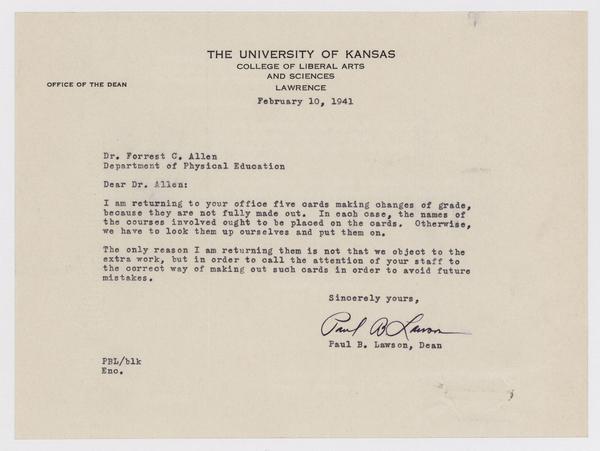 THE UNIVERSITY OF KANSAS
COLLEGE OF LIBERAL ARTS
AND SCIENCES
LAWRENCE
OFFICE OF THE DEAN
February 10, 1941
Dr. Forrest C. Allen
Department of Physical Education
Dear Dr. Allen:
I am returning to your office five cards making changes of grade,
because they are not fully made out. In each case, the names of
the courses involved ought to be placed on the cards. Otherwise,
we have to look them up ourselves and put them on.
The only reason I am returning them is not that we object to the
extra work, but in order to call the attention of your staff to
the correct way of making out such cards in order to avoid future
mistakes.
Sincerely yours,
Paul B Lawson
Paul B. Lawson, Dean
PBL/blk
Enc.